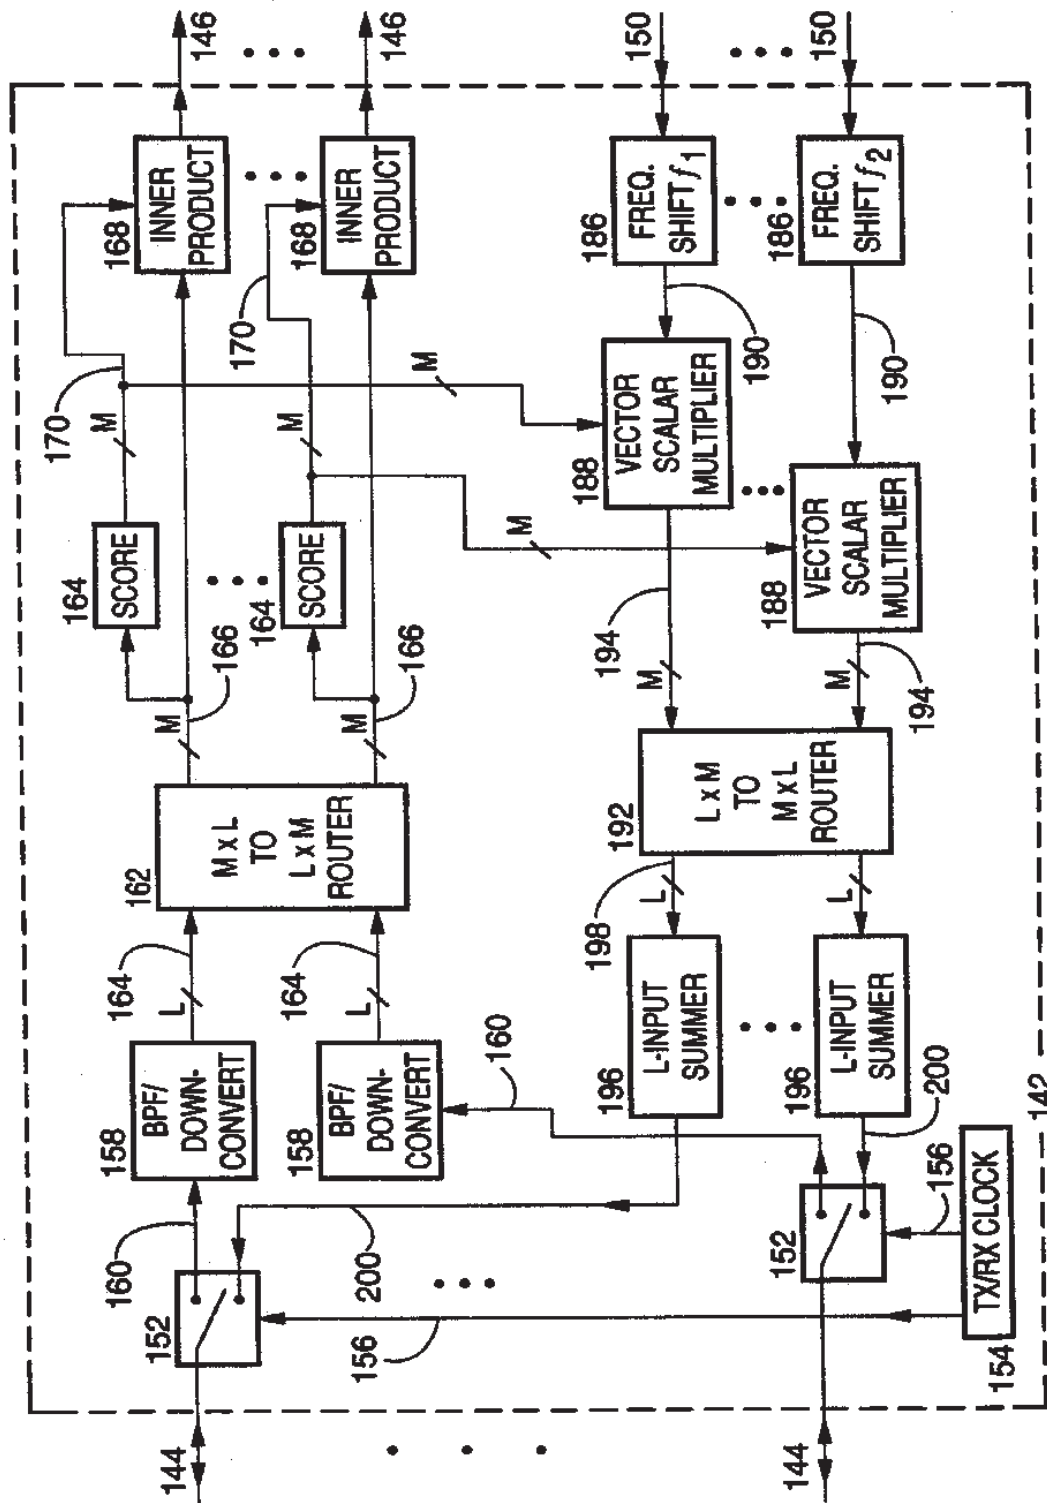 144
152
160
158
BPF/
DOWN-
CONVERT
164
L
162
M x L
TO
L x M
ROUTER
M
166
164
SCORE
170
M
168
INNER
PRODUCT
146
158
BPF/
DOWN-
CONVERT
164
L
160
M
166
164
SCORE
M
170
168
INNER
PRODUCT
146
M
M
156
200
196
L-INPUT
SUMMER
198
L
192
L x M
TO
M x L
ROUTER
M
194
188
VECTOR
SCALAR
MULTIPLIER
190
186
FREQ.
SHIFT f1
150
144
152
200
196
L-INPUT
SUMMER
L
M
194
188
VECTOR
SCALAR
MULTIPLIER
190
186
FREQ.
SHIFT f2
150
156
154
TX/RX CLOCK
142